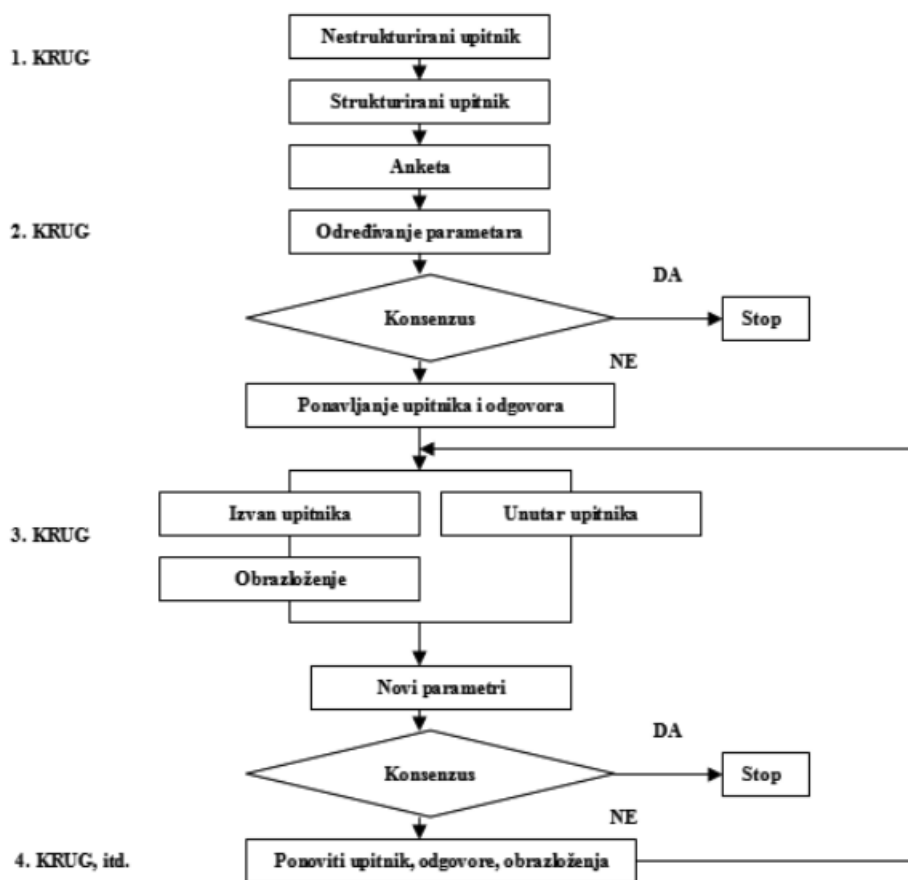 Nestrukturirani upitnik
1. KRUG
Strukturirani upitnik
Anketa
2. KRUG
Određivanje parametara
DA
Konsenzus
Stop
NE
Ponavljanje upitnika i odgovora
Izvan upitnika
Unutar upitnika
3. KRUG
Obrazloženje
Novi parametri
DA
Konsenzus
Stop
NE
4. KRUG, itd.
Ponoviti upitnik, odgovore, obrazloženja